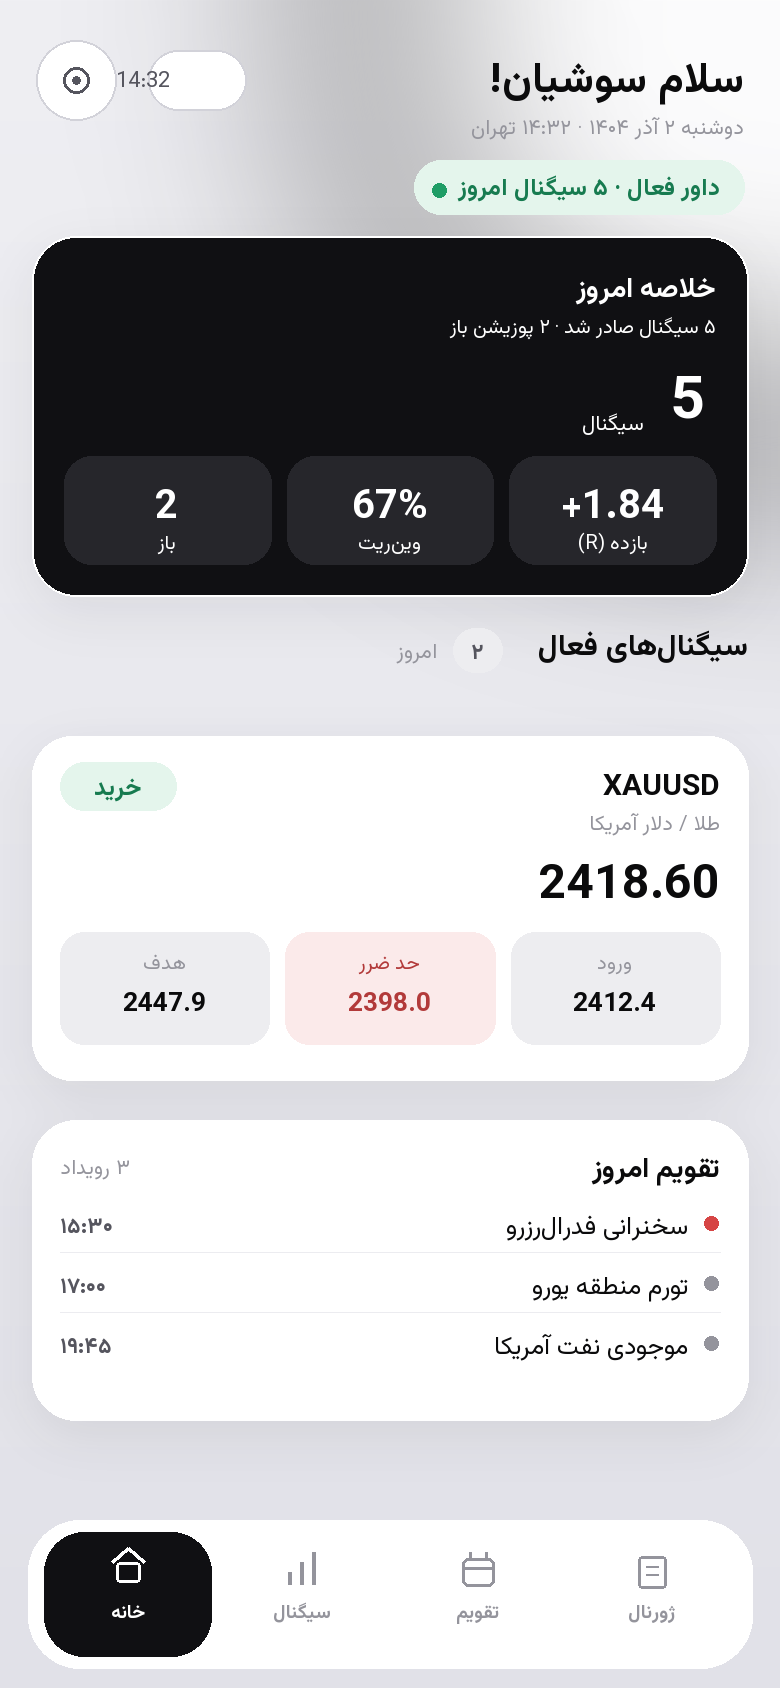 سلام سوشیان!
14:32
دوشنبه ۲ آذر ۱۴۰۴ · ۱۴:۳۲ تهران
داور فعال · ۵ سیگنال امروز
خلاصه امروز
۵ سیگنال صادر شد · ۲ پوزیشن باز
5 سیگنال
+1.84
بازده (R)
67%
وین‌ریت
2
باز
سیگنال‌های فعال ۲ امروز
XAUUSD
خرید
طلا / دلار آمریکا
2418.60
ورود
2412.4
حد ضرر
2398.0
هدف
2447.9
تقویم امروز
۳ رویداد
سخنرانی فدرال‌رزرو ۱۵:۳۰
تورم منطقه یورو ۱۷:۰۰
موجودی نفت آمریکا ۱۹:۴۵
ژورنال
تقویم
سیگنال
خانه